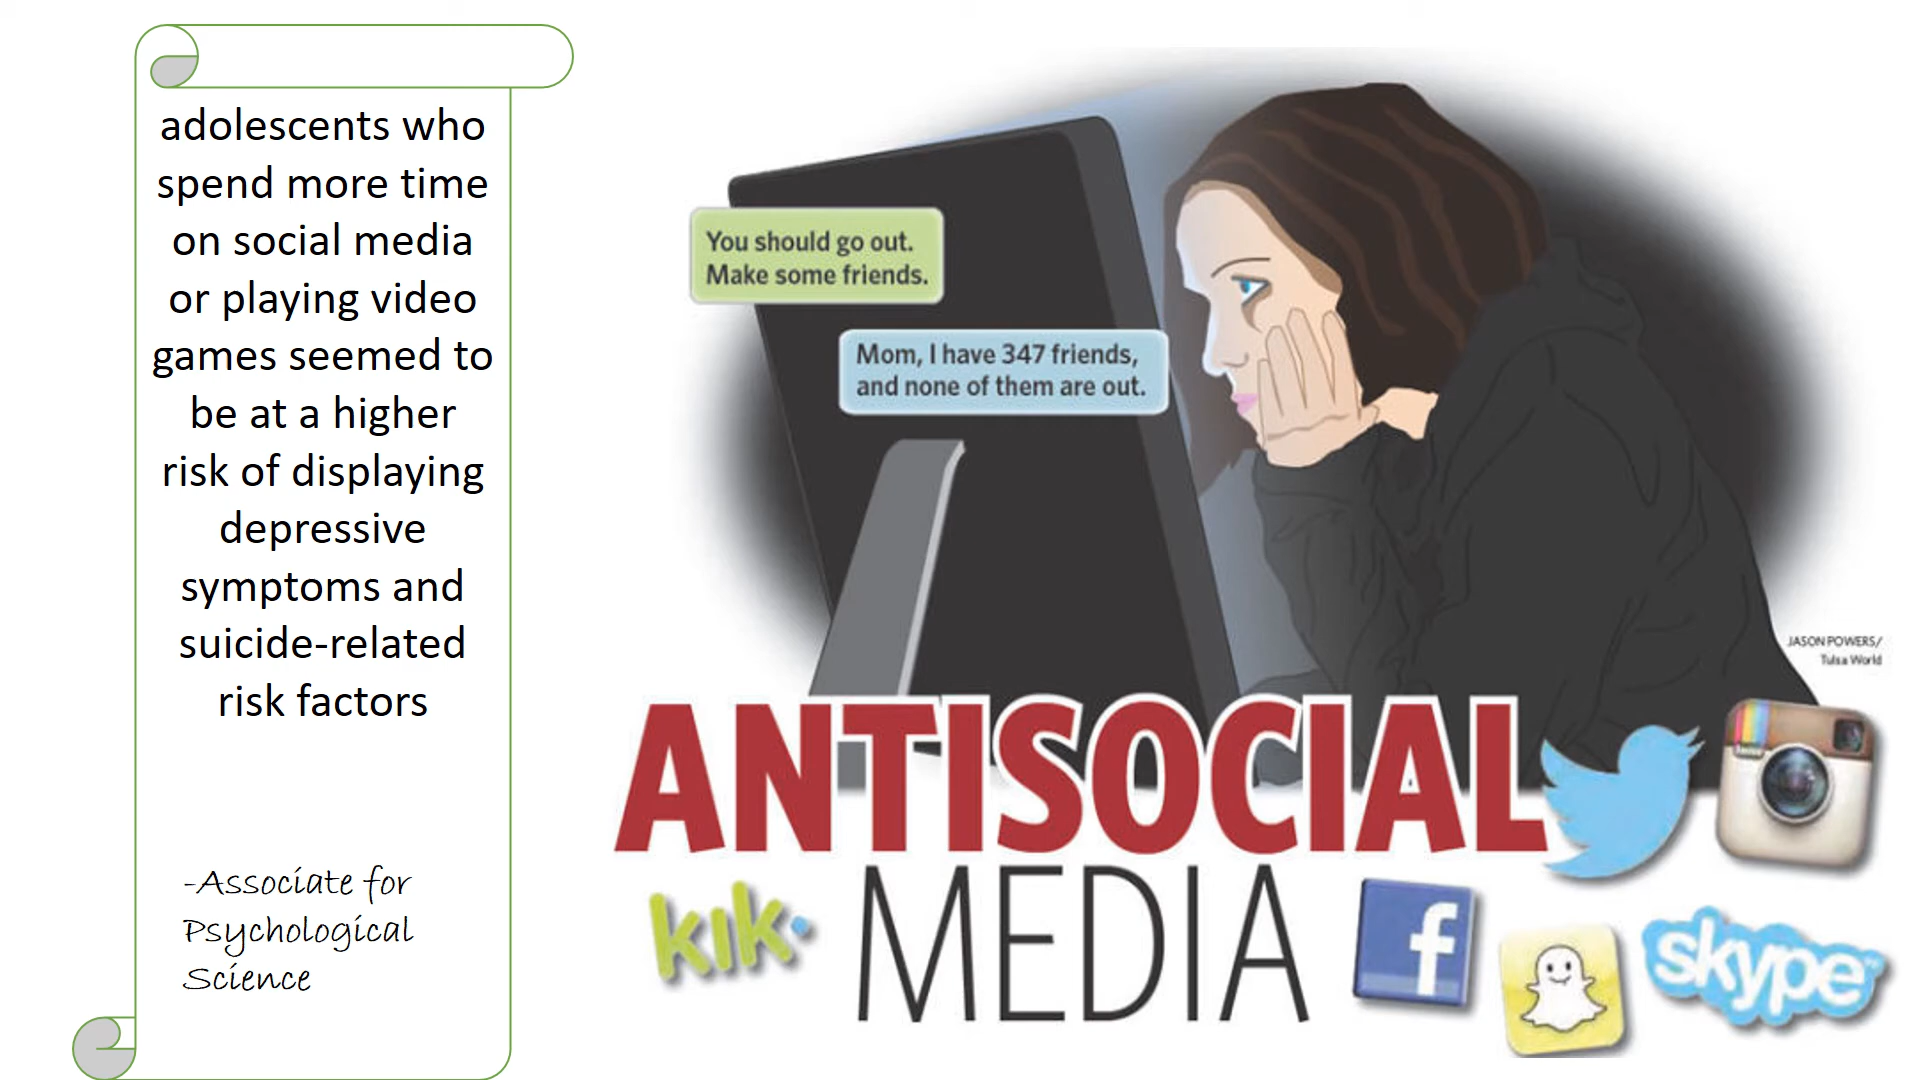 adolescents who
spend more time
on social media
or playing video
games seemed to
be at a higher
risk of displaying
depressive
symptoms and
suicide-related
risk factors
-Associate for
Psychological
Science
You should go out.
Make some friends.
Mom, I have 347 friends,
and none of them are out.
JASON POWERS/
Tulsa World
ANTISOCIAL
MEDIA
kik.
f
skype